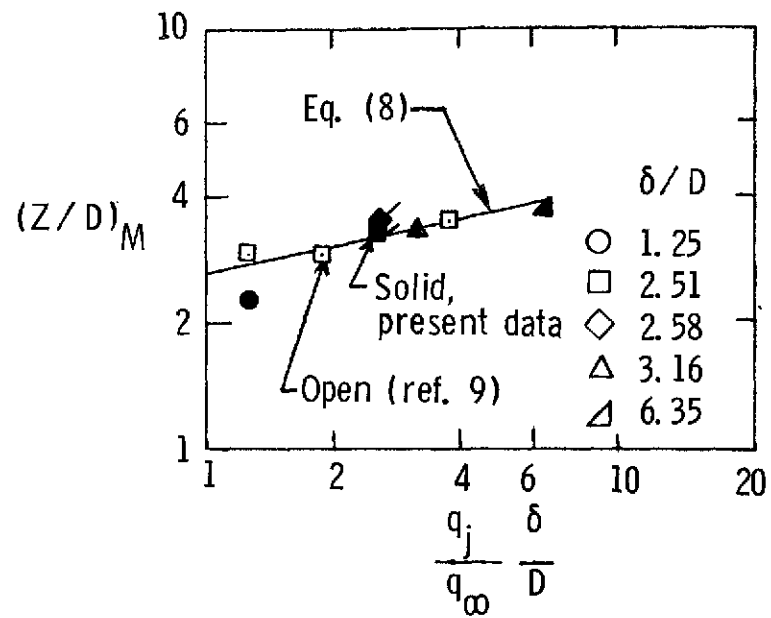 10
6
4
2
1
(Z/D)M
Eq. (8)
Solid,
present data
Open (ref. 9)
δ/D
1.25
2.51
2.58
3.16
6.35
1 2 4 6 10 20
qj δ
q∞ D